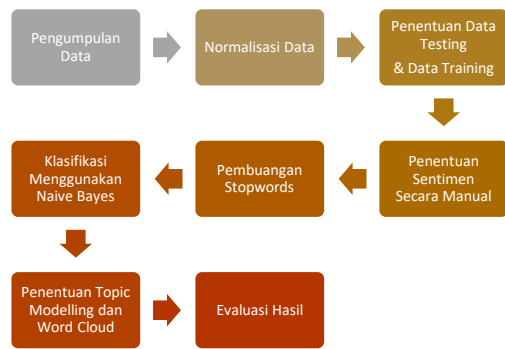 Pengumpulan
Data
Normalisasi Data
Penentuan Data
Testing
& Data Training
Penentuan
Sentimen
Secara Manual
Pembuangan
Stopwords
Klasifikasi
Menggunakan
Naive Bayes
Penentuan Topic
Modelling dan
Word Cloud
Evaluasi Hasil